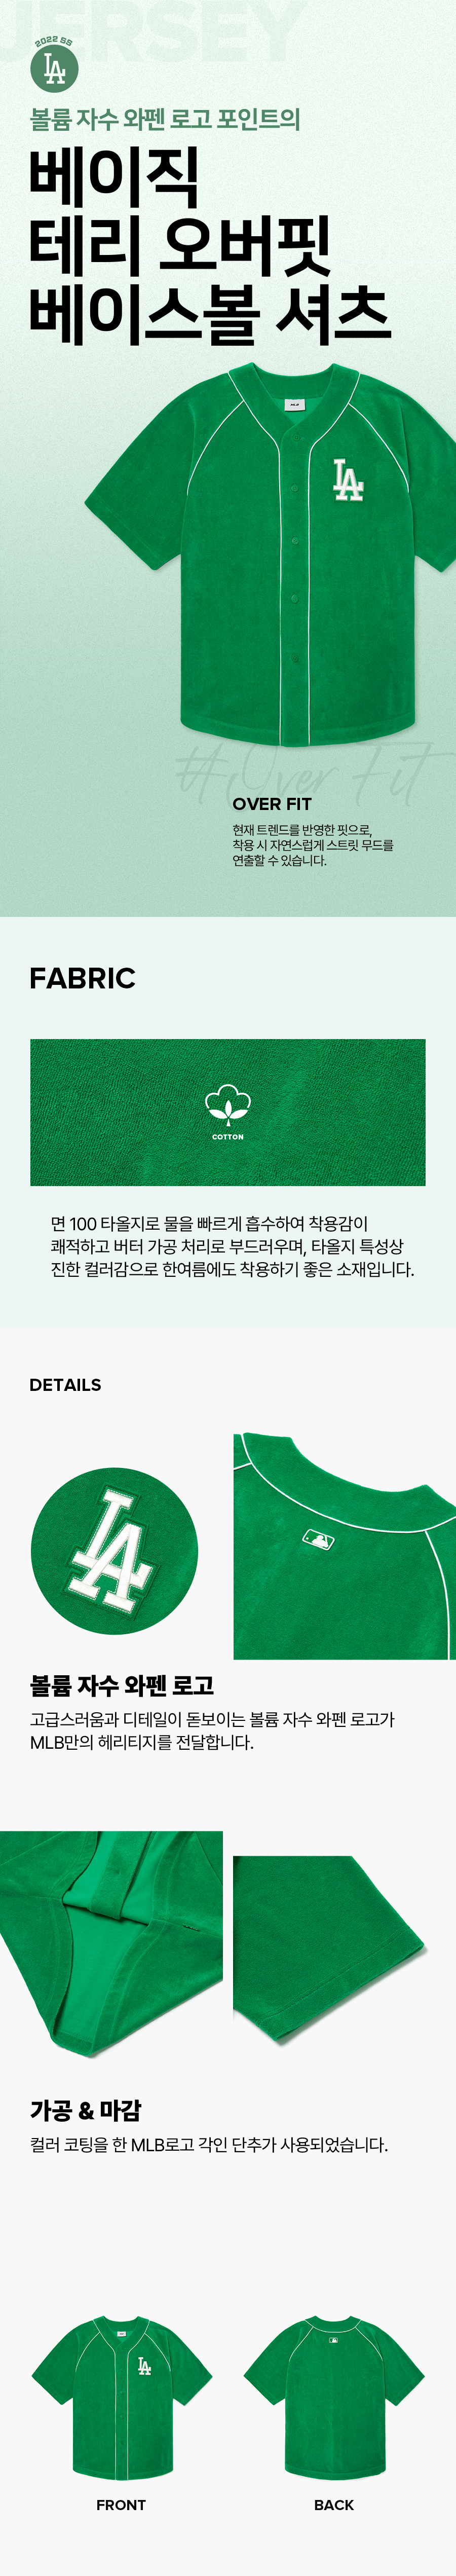 JERSEY
2022 SS
LA
볼륨 자수 와펜 로고 포인트의
베이직
테리 오버핏
베이스볼 셔츠
MLB
LA
#Over Fit
OVER FIT
현재 트렌드를 반영한 핏으로,
착용 시 자연스럽게 스트릿 무드를
연출할 수 있습니다.
FABRIC
COTTON
면 100 타올지로 물을 빠르게 흡수하여 착용감이
쾌적하고 버터 가공 처리로 부드러우며, 타올지 특성상
진한 컬러감으로 한여름에도 착용하기 좋은 소재입니다.
DETAILS
LA
볼륨 자수 와펜 로고
고급스러움과 디테일이 돋보이는 볼륨 자수 와펜 로고가
MLB만의 헤리티지를 전달합니다.
가공 & 마감
컬러 코팅을 한 MLB로고 각인 단추가 사용되었습니다.
LA
FRONT
BACK